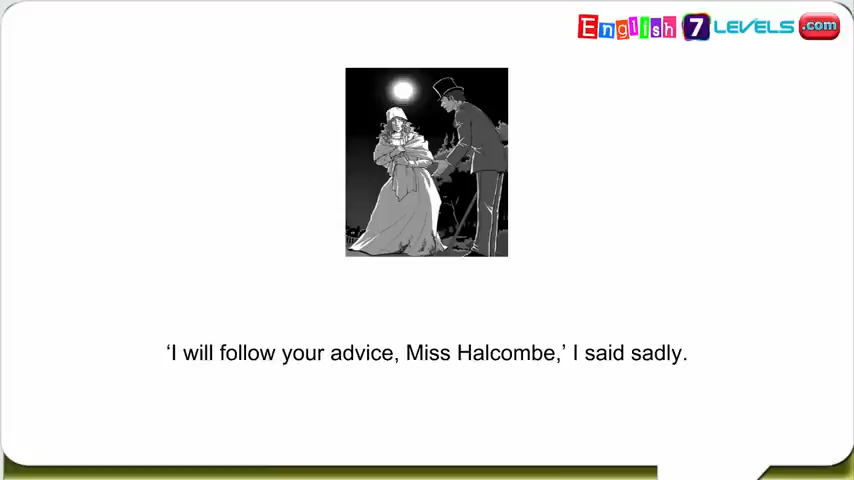 English 7 LEVELS .com
‘I will follow your advice, Miss Halcombe,’ I said sadly.